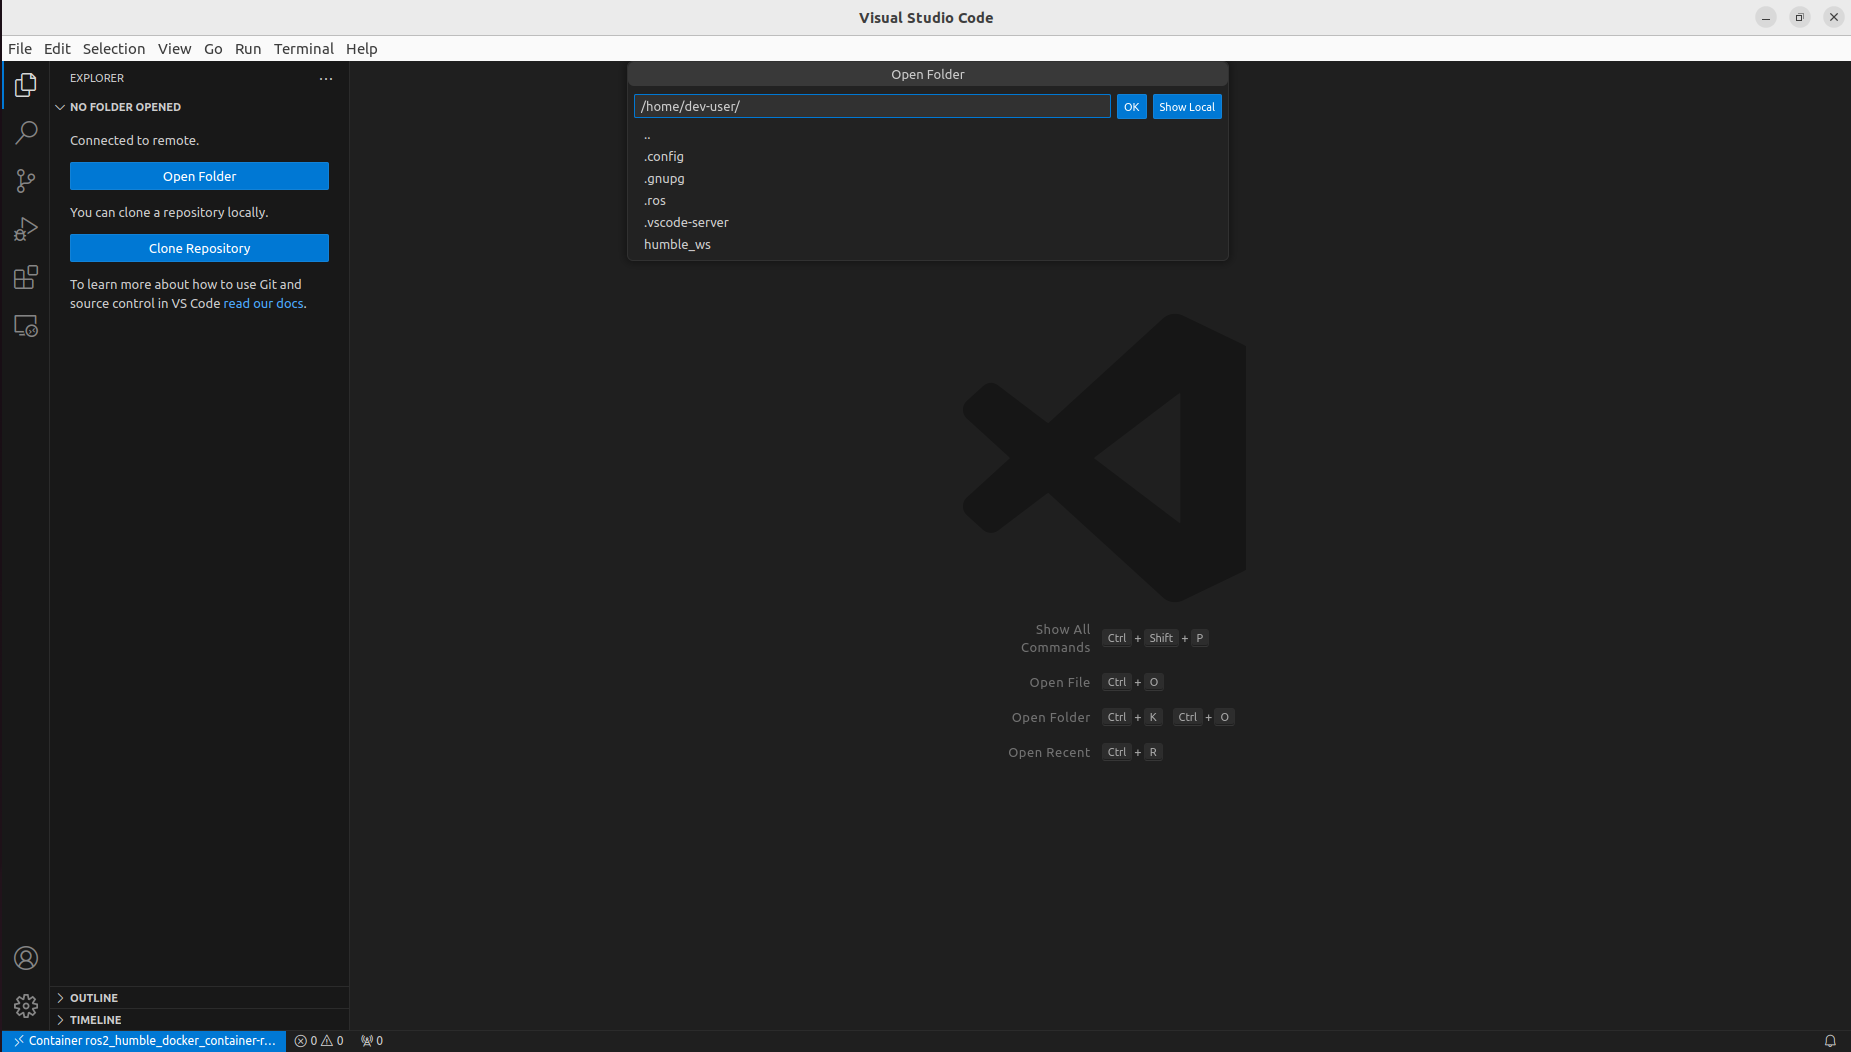 Visual Studio Code
File Edit Selection View Go Run Terminal Help
EXPLORER
NO FOLDER OPENED
Connected to remote.
Open Folder
You can clone a repository locally.
Clone Repository
To learn more about how to use Git and
source control in VS Code read our docs.
Open Folder
/home/dev-user/
OK
Show Local
..
.config
.gnupg
.ros
.vscode-server
humble_ws
Show All
Commands
Ctrl + Shift + P
Open File Ctrl + O
Open Folder Ctrl + K Ctrl + O
Open Recent Ctrl + R
OUTLINE
TIMELINE
Container ros2_humble_docker_container-r... 0 0 0